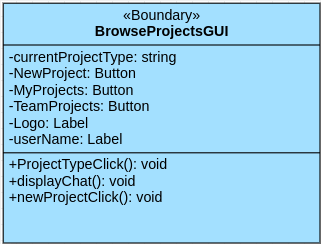 «Boundary»
BrowseProjectsGUI
-currentProjectType: string
-NewProject: Button
-MyProjects: Button
-TeamProjects: Button
-Logo: Label
-userName: Label
+ProjectTypeClick(): void
+displayChat(): void
+newProjectClick(): void